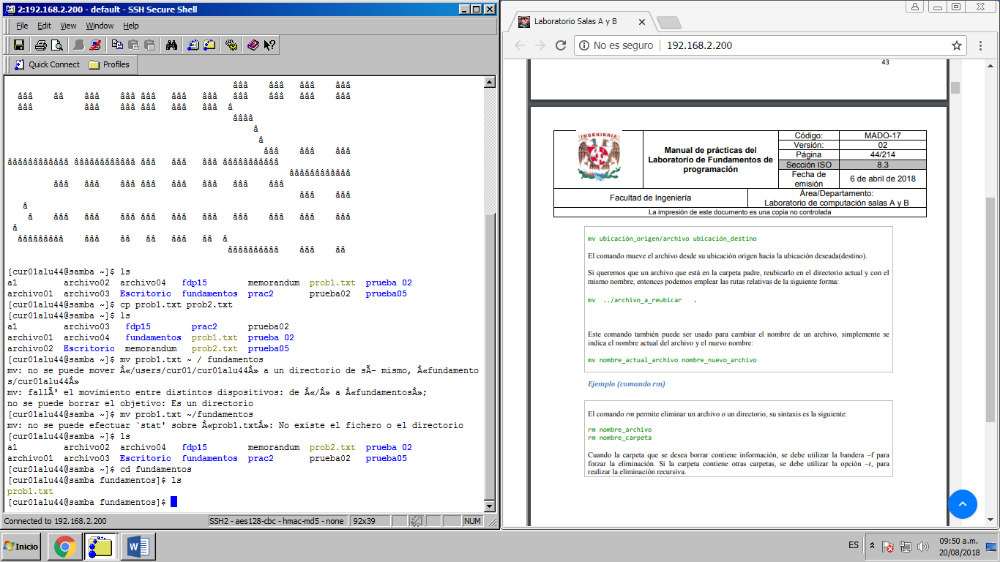 2:192.168.2.200 - default - SSH Secure Shell
File Edit View Window Help
Quick Connect Profiles
âââ âââ âââ âââ
âââ ââ âââ âââ âââ âââ âââ âââ âââ âââ âââ
âââ âââ âââ âââ âââ âââ â
ââââ
â
â
âââ âââ âââ
ââââââââââââ ââââââââââââ âââ âââ âââ âââââââââââ
ââââââââââââ
âââ âââ âââ âââ âââ âââ âââ âââ
âââ âââ
â
â âââ âââ âââ âââ âââ âââ âââ âââ âââ
â
âââââââââ âââ ââ ââ âââ ââ â
ââââââââââ âââ ââ
[cur01alu44@samba ~]$ ls
a1 archivo02 archivo04 fdp15 memorandum prob1.txt prueba 02
archivo01 archivo03 Escritorio fundamentos prac2 prueba02 prueba05
[cur01alu44@samba ~]$ cp prob1.txt prob2.txt
[cur01alu44@samba ~]$ ls
a1 archivo03 fdp15 prac2 prueba02
archivo01 archivo04 fundamentos prob1.txt prueba 02
archivo02 Escritorio memorandum prob2.txt prueba05
[cur01alu44@samba ~]$ mv prob1.txt ~ / fundamentos
mv: no se puede mover Â«/users/cur01/cur01alu44Â» a un directorio de sÃ­- mismo, Â«fundamento
s/cur01alu44Â»
mv: fallÃ³ el movimiento entre distintos dispositivos: de Â«/Â» a Â«fundamentosÂ»;
no se puede borrar el objetivo: Es un directorio
[cur01alu44@samba ~]$ mv prob1.txt ~/fundamentos
mv: no se puede efectuar `stat' sobre Â«prob1.txtÂ»: No existe el fichero o el directorio
[cur01alu44@samba ~]$ ls
a1 archivo02 archivo04 fdp15 memorandum prob2.txt prueba 02
archivo01 archivo03 Escritorio fundamentos prac2 prueba02 prueba05
[cur01alu44@samba ~]$ cd fundamentos
[cur01alu44@samba fundamentos]$ ls
prob1.txt
[cur01alu44@samba fundamentos]$
Connected to 192.168.2.200 SSH2 - aes128-cbc - hmac-md5 - none 92x39 NUM
Laboratorio Salas A y B
No es seguro 192.168.2.200
43
INGENIERIA
Manual de prácticas del
Laboratorio de Fundamentos de
programación
Código: MADO-17
Versión: 02
Página 44/214
Sección ISO 8.3
Fecha de
emisión
6 de abril de 2018
Facultad de Ingeniería
Área/Departamento:
Laboratorio de computación salas A y B
La impresión de este documento es una copia no controlada
mv ubicación_origen/archivo ubicación_destino
El comando mueve el archivo desde su ubicación origen hacia la ubicación deseada(destino).
Si queremos que un archivo que está en la carpeta padre, reubicarlo en el directorio actual y con el
mismo nombre, entonces podemos emplear las rutas relativas de la siguiente forma:
mv ../archivo_a_reubicar .
Este comando también puede ser usado para cambiar el nombre de un archivo, simplemente se
indica el nombre actual del archivo y el nuevo nombre:
mv nombre_actual_archivo nombre_nuevo_archivo
Ejemplo (comando rm)
El comando rm permite eliminar un archivo o un directorio, su sintaxis es la siguiente:
rm nombre_archivo
rm nombre_carpeta
Cuando la carpeta que se desea borrar contiene información, se debe utilizar la bandera –f para
forzar la eliminación. Si la carpeta contiene otras carpetas, se debe utilizar la opción –r, para
realizar la eliminación recursiva.
Inicio
ES
09:50 a.m.
20/08/2018